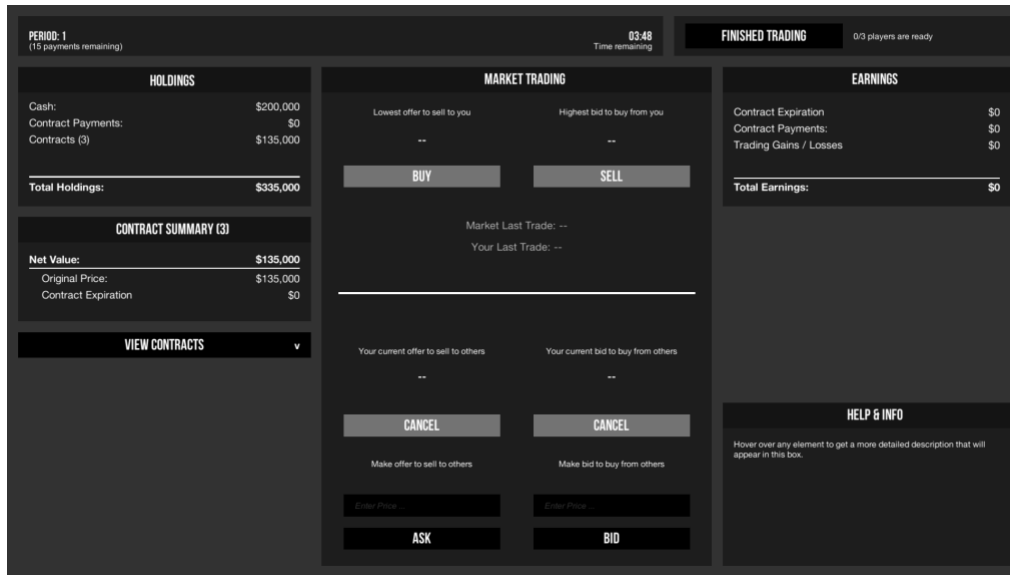 PERIOD: 1
(15 payments remaining)
03:48
Time remaining
FINISHED TRADING
0/3 players are ready
HOLDINGS
Cash: $200,000
Contract Payments: $0
Contracts (3) $135,000
Total Holdings: $335,000
CONTRACT SUMMARY (3)
Net Value: $135,000
Original Price: $135,000
Contract Expiration $0
VIEW CONTRACTS v
MARKET TRADING
Lowest offer to sell to you Highest bid to buy from you
-- --
BUY SELL
Market Last Trade: --
Your Last Trade: --
Your current offer to sell to others Your current bid to buy from others
-- --
CANCEL CANCEL
Make offer to sell to others Make bid to buy from others
Enter Price ... Enter Price ...
ASK BID
EARNINGS
Contract Expiration $0
Contract Payments: $0
Trading Gains / Losses $0
Total Earnings: $0
HELP & INFO
Hover over any element to get a more detailed description that will
appear in this box.